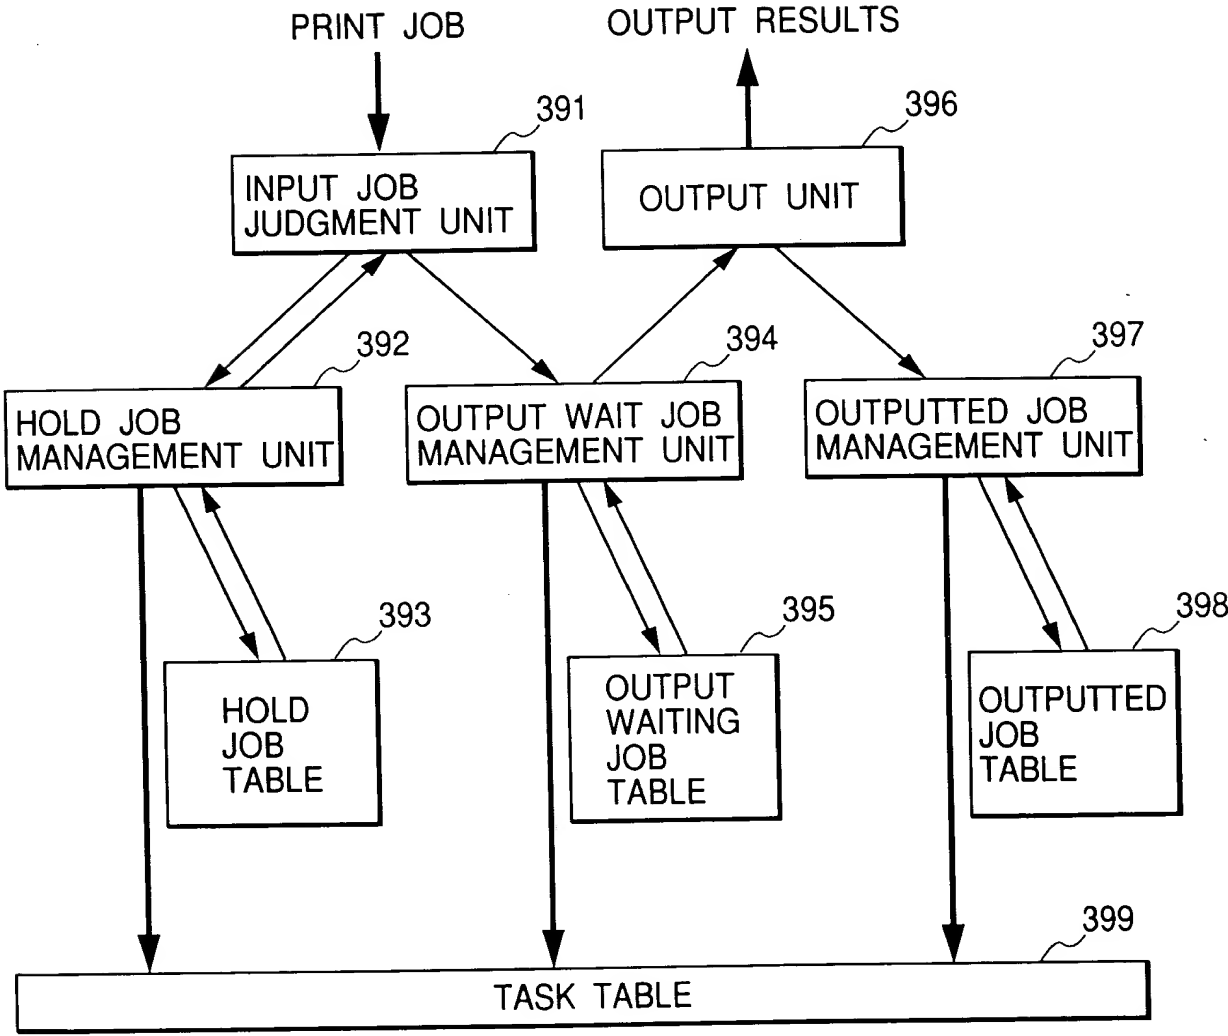 PRINT JOB
OUTPUT RESULTS
391
396
INPUT JOB
JUDGMENT UNIT
OUTPUT UNIT
392
394
397
HOLD JOB
MANAGEMENT UNIT
OUTPUT WAIT JOB
MANAGEMENT UNIT
OUTPUTTED JOB
MANAGEMENT UNIT
393
395
398
HOLD
JOB
TABLE
OUTPUT
WAITING
JOB
TABLE
OUTPUTTED
JOB
TABLE
399
TASK TABLE